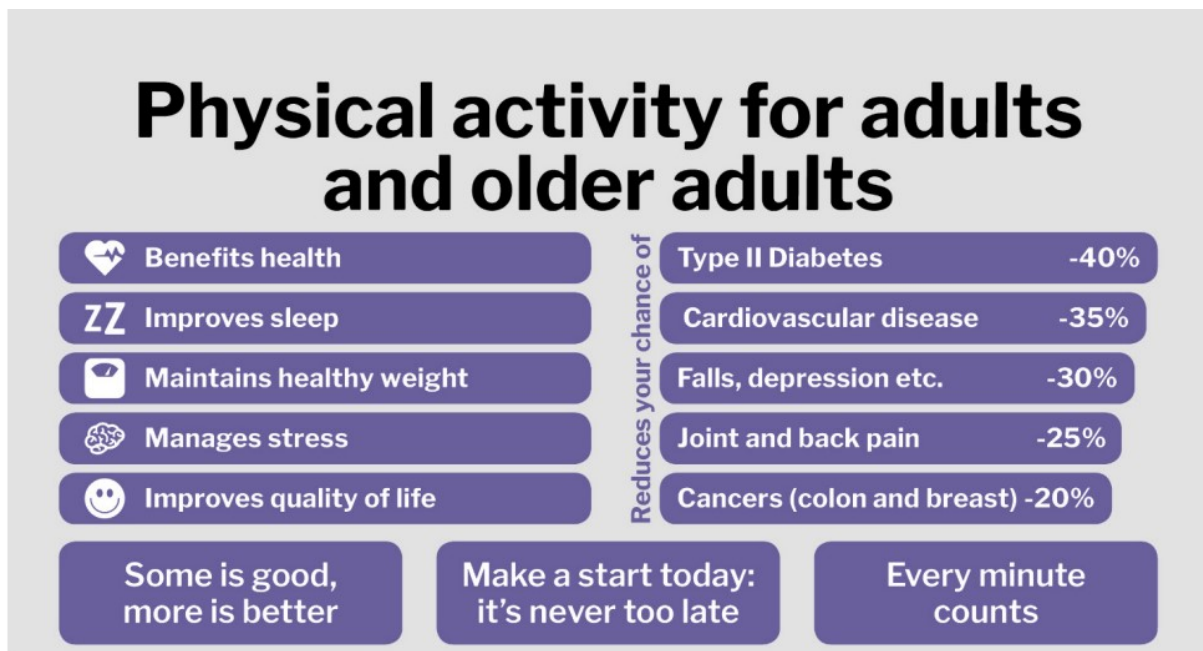 Physical activity for adults
and older adults
Benefits health
ZZ Improves sleep
Maintains healthy weight
Manages stress
Improves quality of life
Reduces your chance of
Type II Diabetes -40%
Cardiovascular disease -35%
Falls, depression etc. -30%
Joint and back pain -25%
Cancers (colon and breast) -20%
Some is good,
more is better
Make a start today:
it's never too late
Every minute
counts